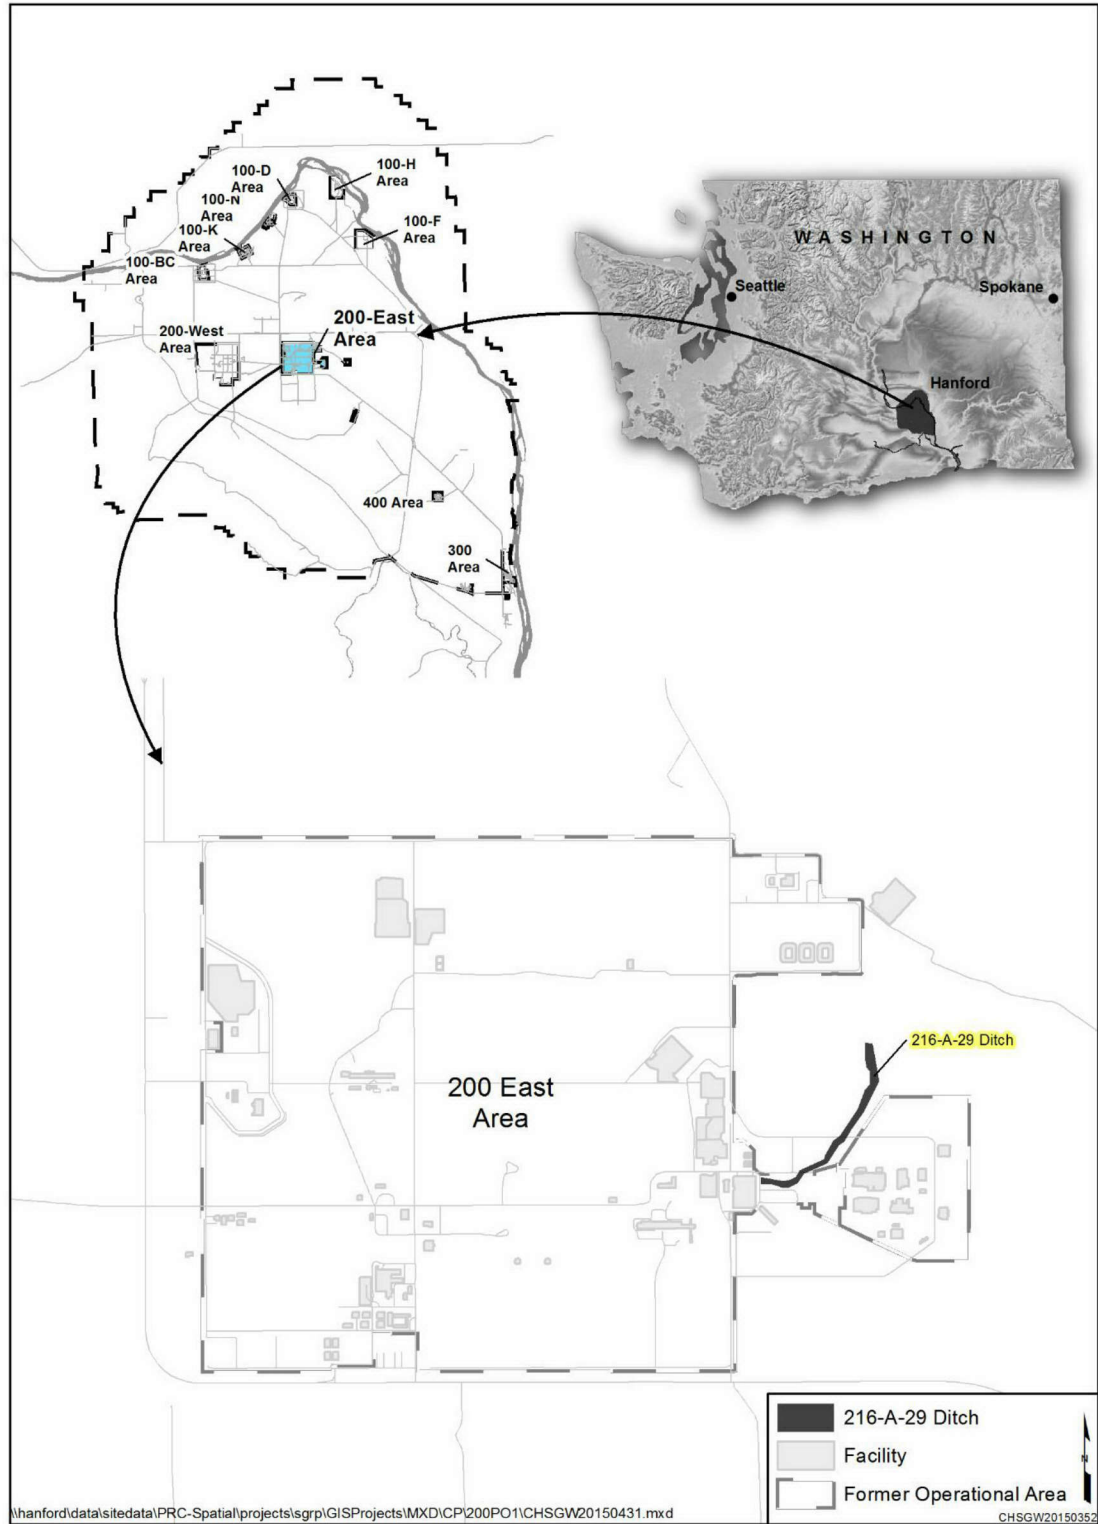 100-D
Area
100-H
Area
100-N
Area
100-F
Area
100-K
Area
100-BC
Area
200-West
Area
200-East
Area
400 Area
300
Area
WASHINGTON
Seattle
Spokane
Hanford
216-A-29 Ditch
200 East
Area
216-A-29 Ditch
Facility
Former Operational Area
N
\\hanford\data\sitedata\PRC-Spatial\projects\sgrp\GISProjects\MXD\CP\200PO1\CHSGW20150431.mxd
CHSGW20150352